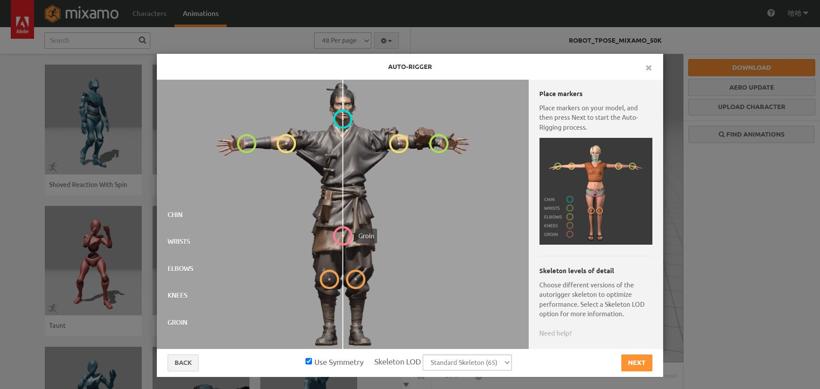 Adobe
mixamo
Characters
Animations
哈哈
Search
48 Per page
ROBOT_TPOSE_MIXAMO_50K
AUTO-RIGGER
DOWNLOAD
AERO UPDATE
UPLOAD CHARACTER
FIND ANIMATIONS
Shoved Reaction With Spin
Taunt
CHIN
WRISTS
ELBOWS
KNEES
GROIN
Groin
Place markers
Place markers on your model, and
then press Next to start the Auto-
Rigging process.
CHIN
WRISTS
ELBOWS
KNEES
GROIN
Skeleton levels of detail
Choose different versions of the
autorigger skeleton to optimize
performance. Select a Skeleton LOD
option for more information.
Need help?
BACK
Use Symmetry
Skeleton LOD
Standard Skeleton (65)
NEXT